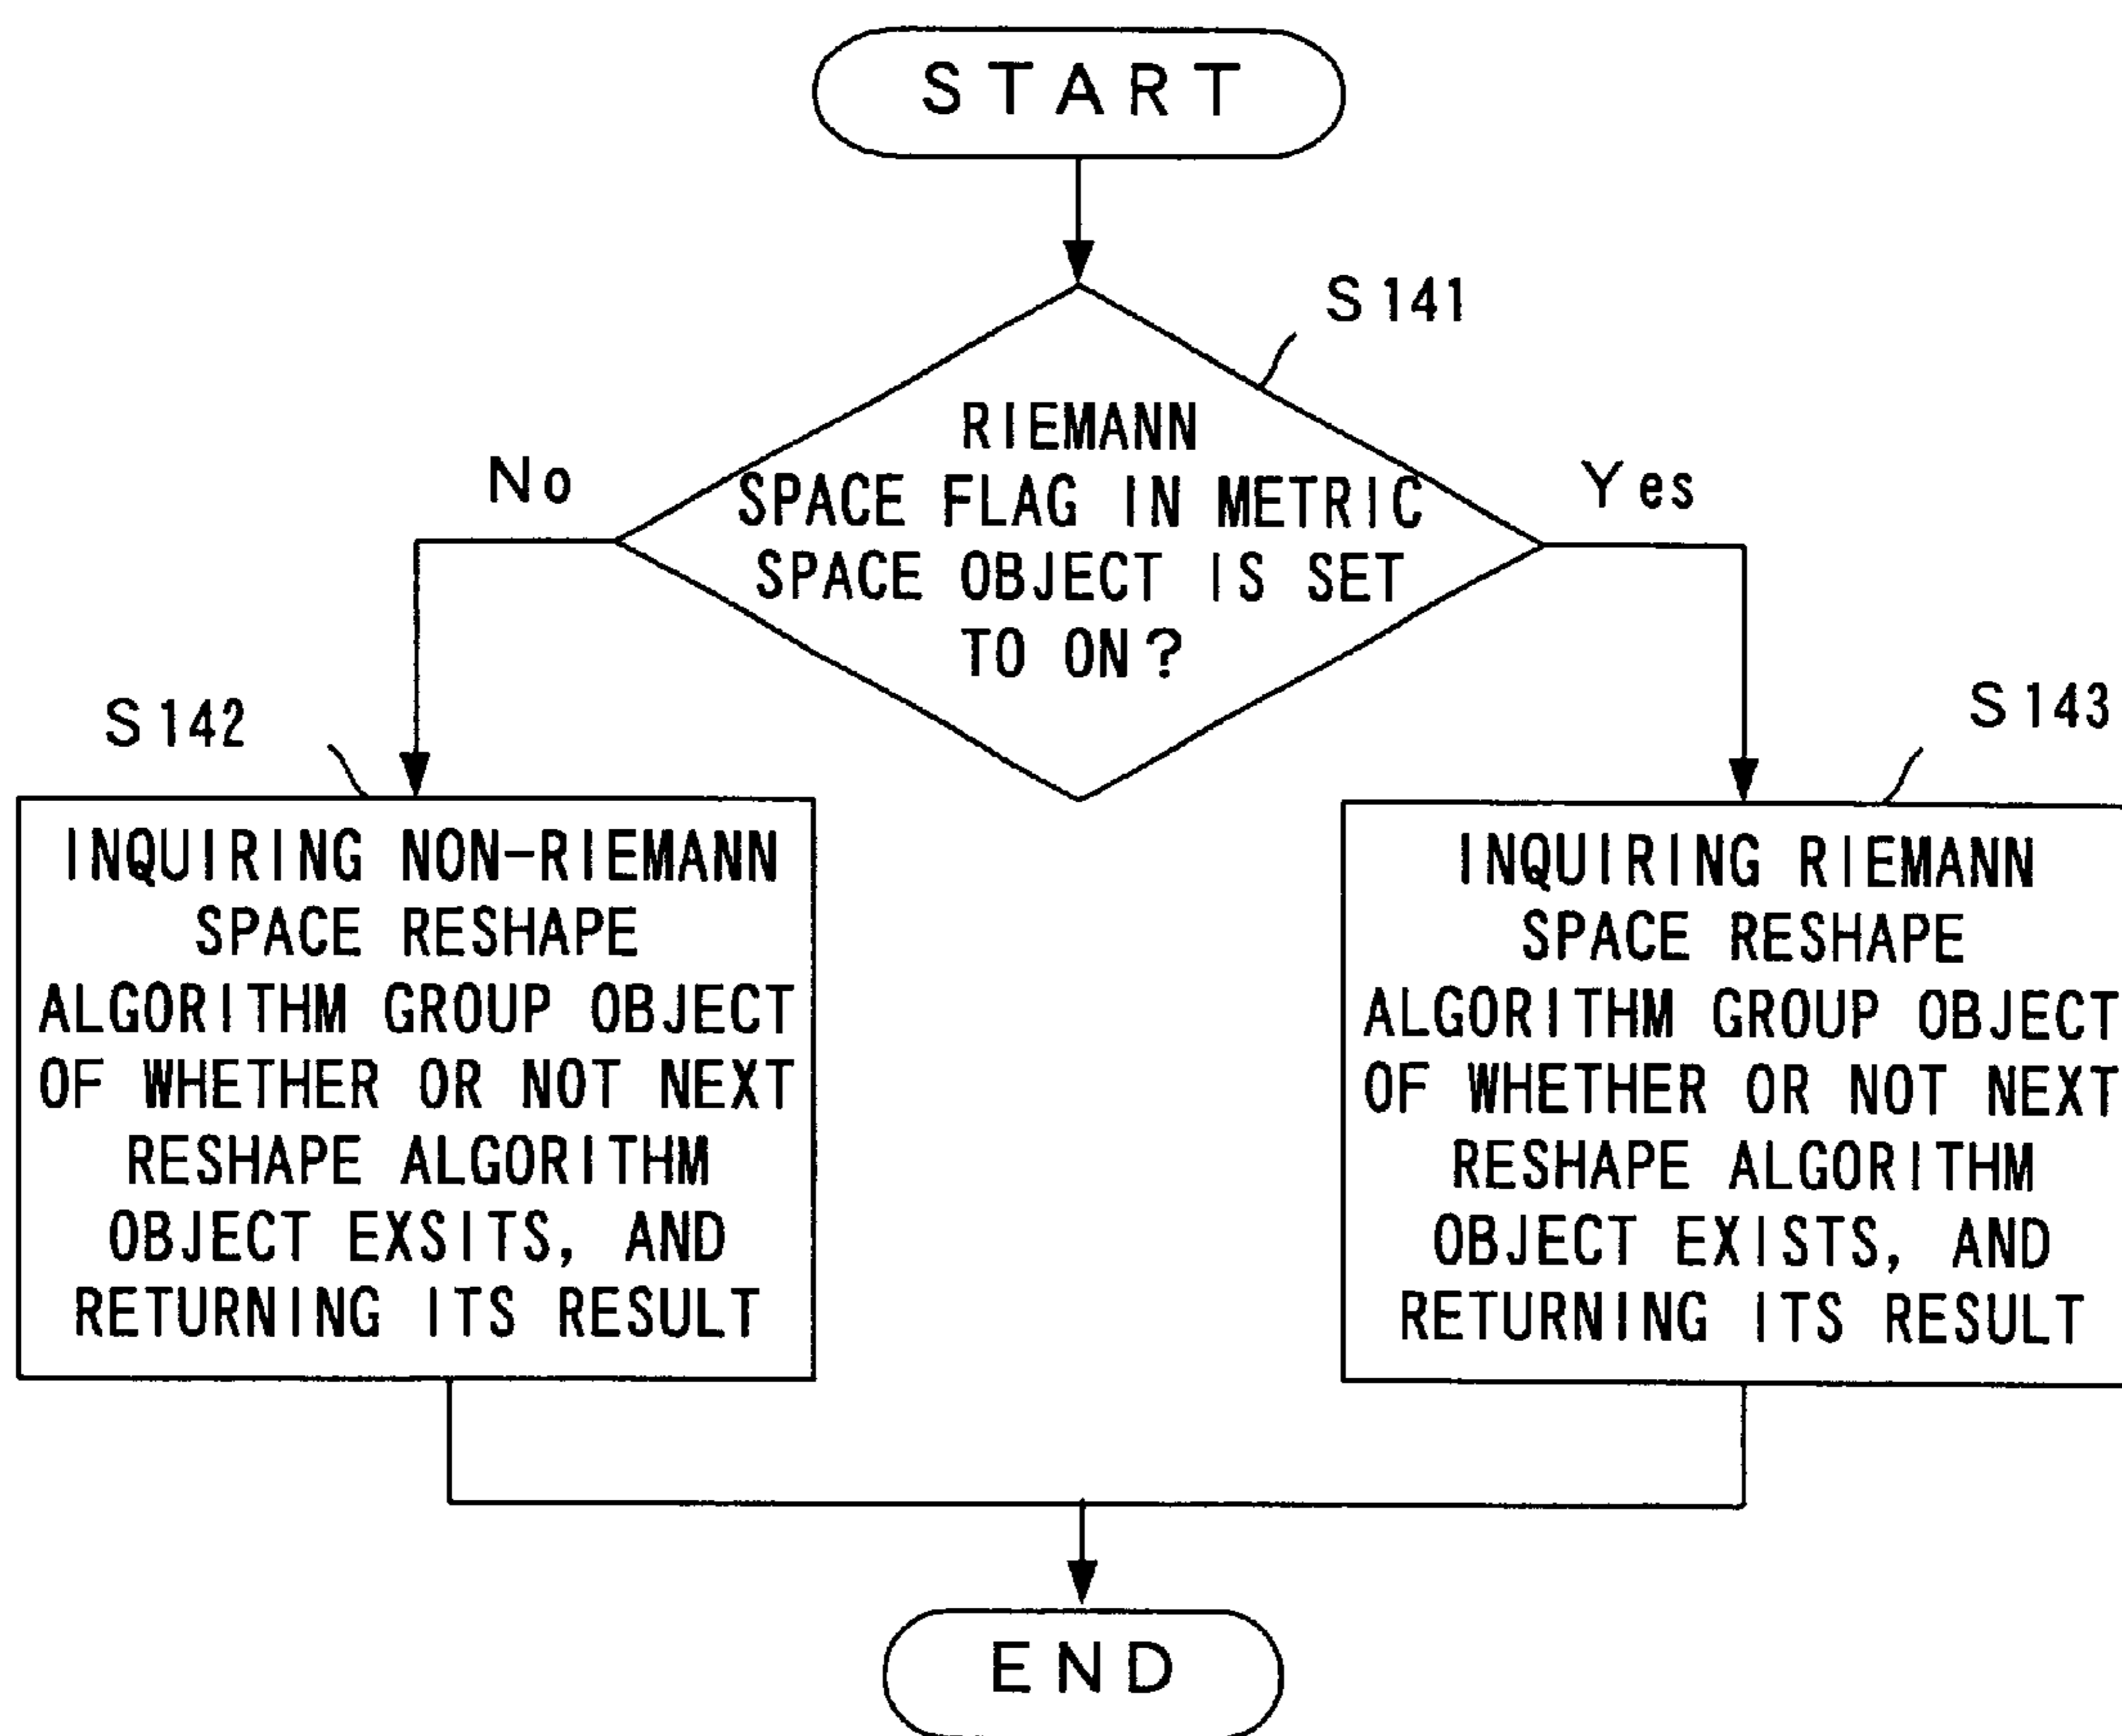 START
S141
RIEMANN
SPACE FLAG IN METRIC
SPACE OBJECT IS SET
TO ON?
No
Yes
S142
INQUIRING NON-RIEMANN
SPACE RESHAPE
ALGORITHM GROUP OBJECT
OF WHETHER OR NOT NEXT
RESHAPE ALGORITHM
OBJECT EXSITS, AND
RETURNING ITS RESULT
S143
INQUIRING RIEMANN
SPACE RESHAPE
ALGORITHM GROUP OBJECT
OF WHETHER OR NOT NEXT
RESHAPE ALGORITHM
OBJECT EXISTS, AND
RETURNING ITS RESULT
END